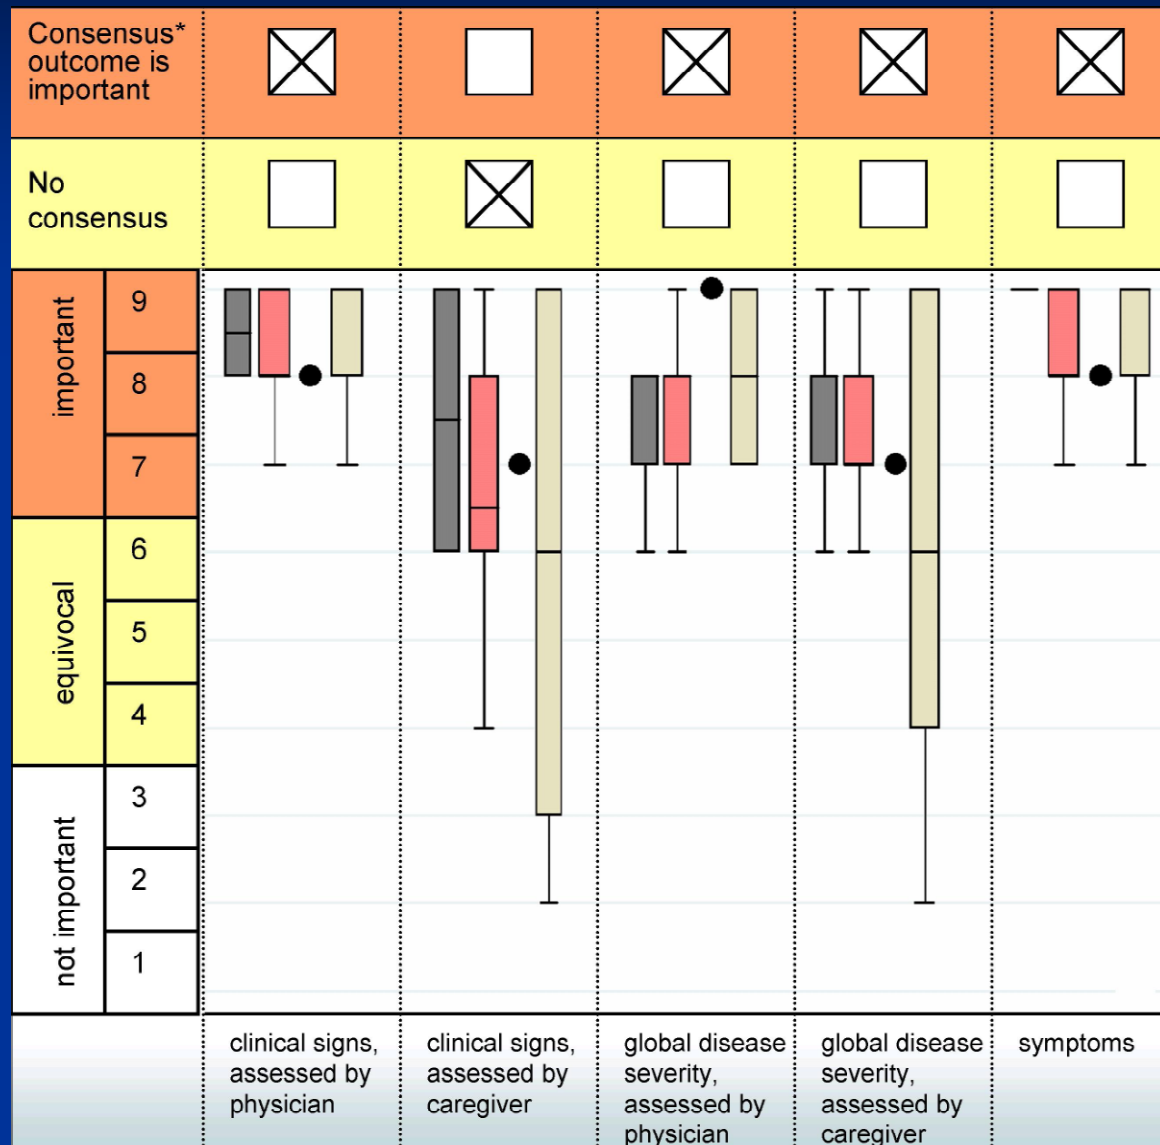 Consensus*
outcome is
important
No
consensus
important
9
8
7
equivocal
6
5
4
not important
3
2
1
clinical signs,
assessed by
physician
clinical signs,
assessed by
caregiver
global disease
severity,
assessed by
physician
global disease
severity,
assessed by
caregiver
symptoms